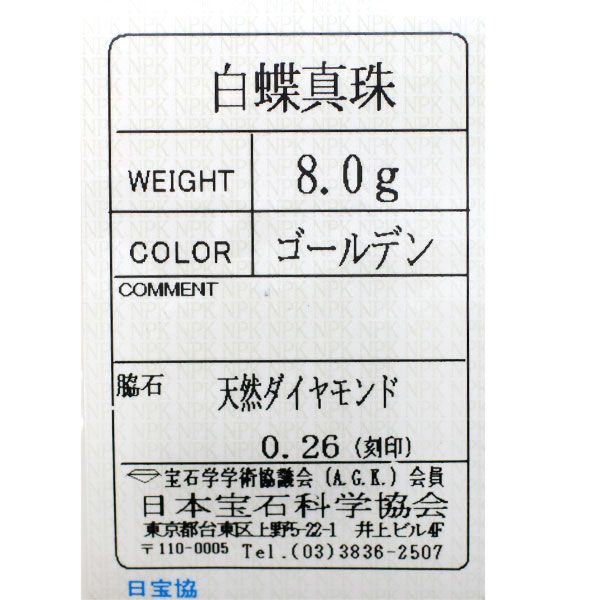 白蝶真珠
WEIGHT 8.0g
COLOR ゴールデン
COMMENT
脇石 天然ダイヤモンド
0.26 (刻印)
宝石学学術協議会 (A.G.K.) 会員
日本宝石科学協会
東京都台東区上野5-22-1 井上ビル4F
〒110-0005 Tel.(03)3836-2507
日宝協